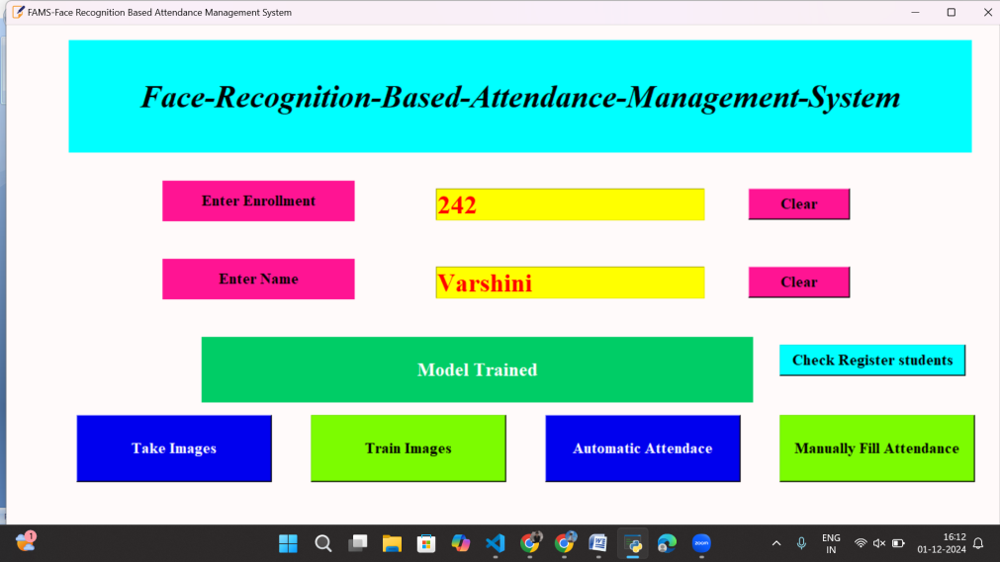 FAMS-Face Recognition Based Attendance Management System
Face-Recognition-Based-Attendance-Management-System
Enter Enrollment
242
Clear
Enter Name
Varshini
Clear
Model Trained
Check Register students
Take Images
Train Images
Automatic Attendace
Manually Fill Attendance
1
W
zoom
ENG
IN
16:12
01-12-2024